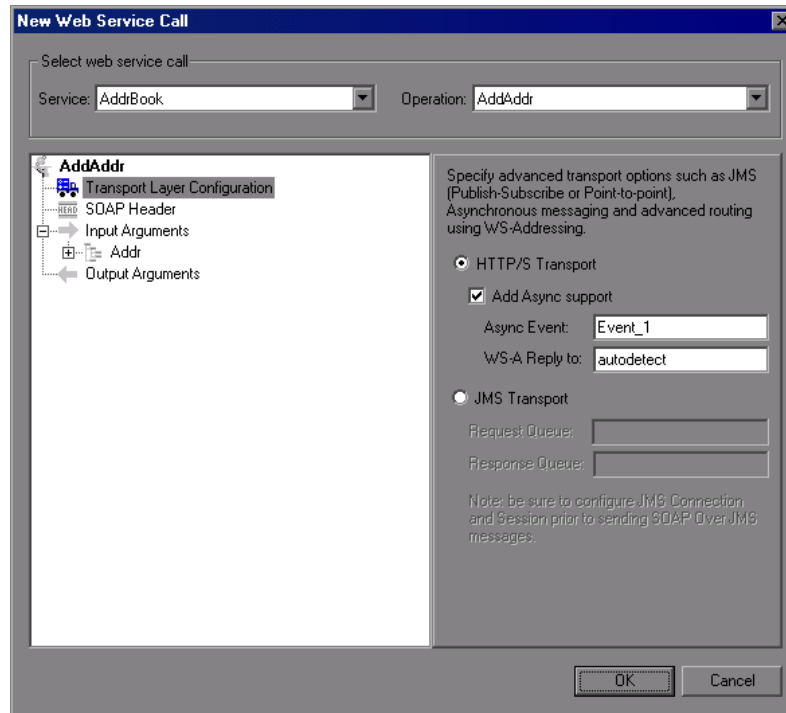 New Web Service Call
Select web service call
Service: AddrBook Operation: AddAddr
AddAddr
Transport Layer Configuration
HEAD SOAP Header
Input Arguments
Addr
Output Arguments
Specify advanced transport options such as JMS
(Publish-Subscribe or Point-to-point),
Asynchronous messaging and advanced routing
using WS-Addressing.
HTTP/S Transport
Add Async support
Async Event: Event_1
WS-A Reply to: autodetect
JMS Transport
Request Queue:
Response Queue:
Note: be sure to configure JMS Connection
and Session prior to sending SOAP Over JMS
messages.
OK Cancel